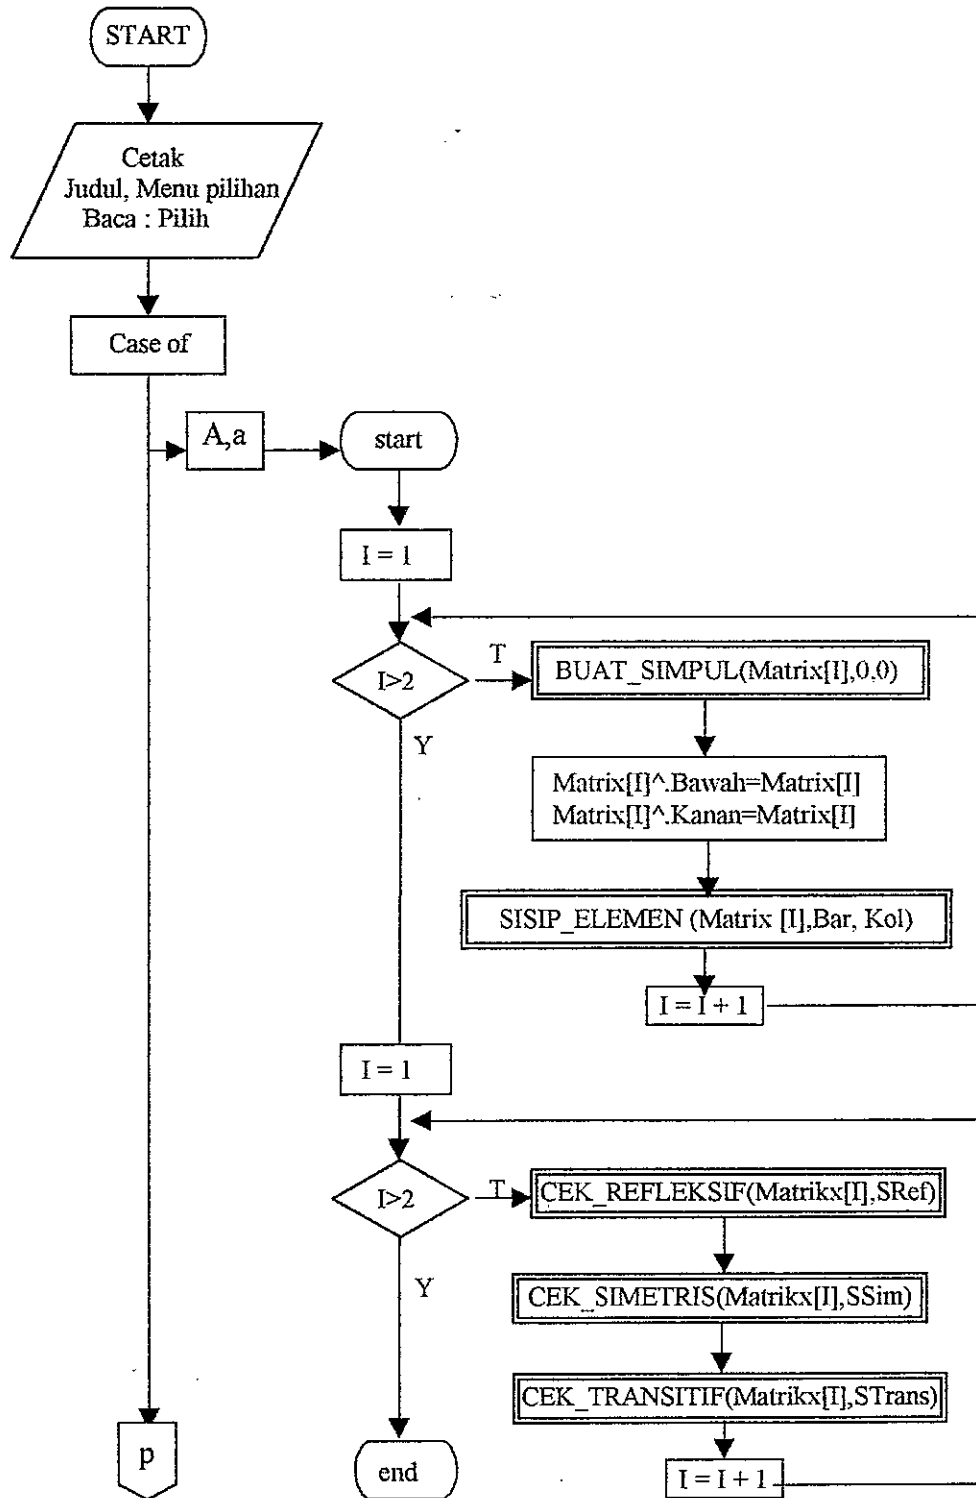 START
Cetak
Judul, Menu pilihan
Baca : Pilih
Case of
A,a
start
I = 1
I>2
T
BUAT_SIMPUL(Matrix[I],0,0)
Y
Matrix[I]^.Bawah=Matrix[I]
Matrix[I]^.Kanan=Matrix[I]
SISIP_ELEMEN (Matrix [I],Bar, Kol)
I = I + 1
I = 1
I>2
T
CEK_REFLEKSIF(Matrikx[I],SRef)
Y
CEK_SIMETRIS(Matrikx[I],SSim)
CEK_TRANSITIF(Matrikx[I],STrans)
p
end
I = I + 1